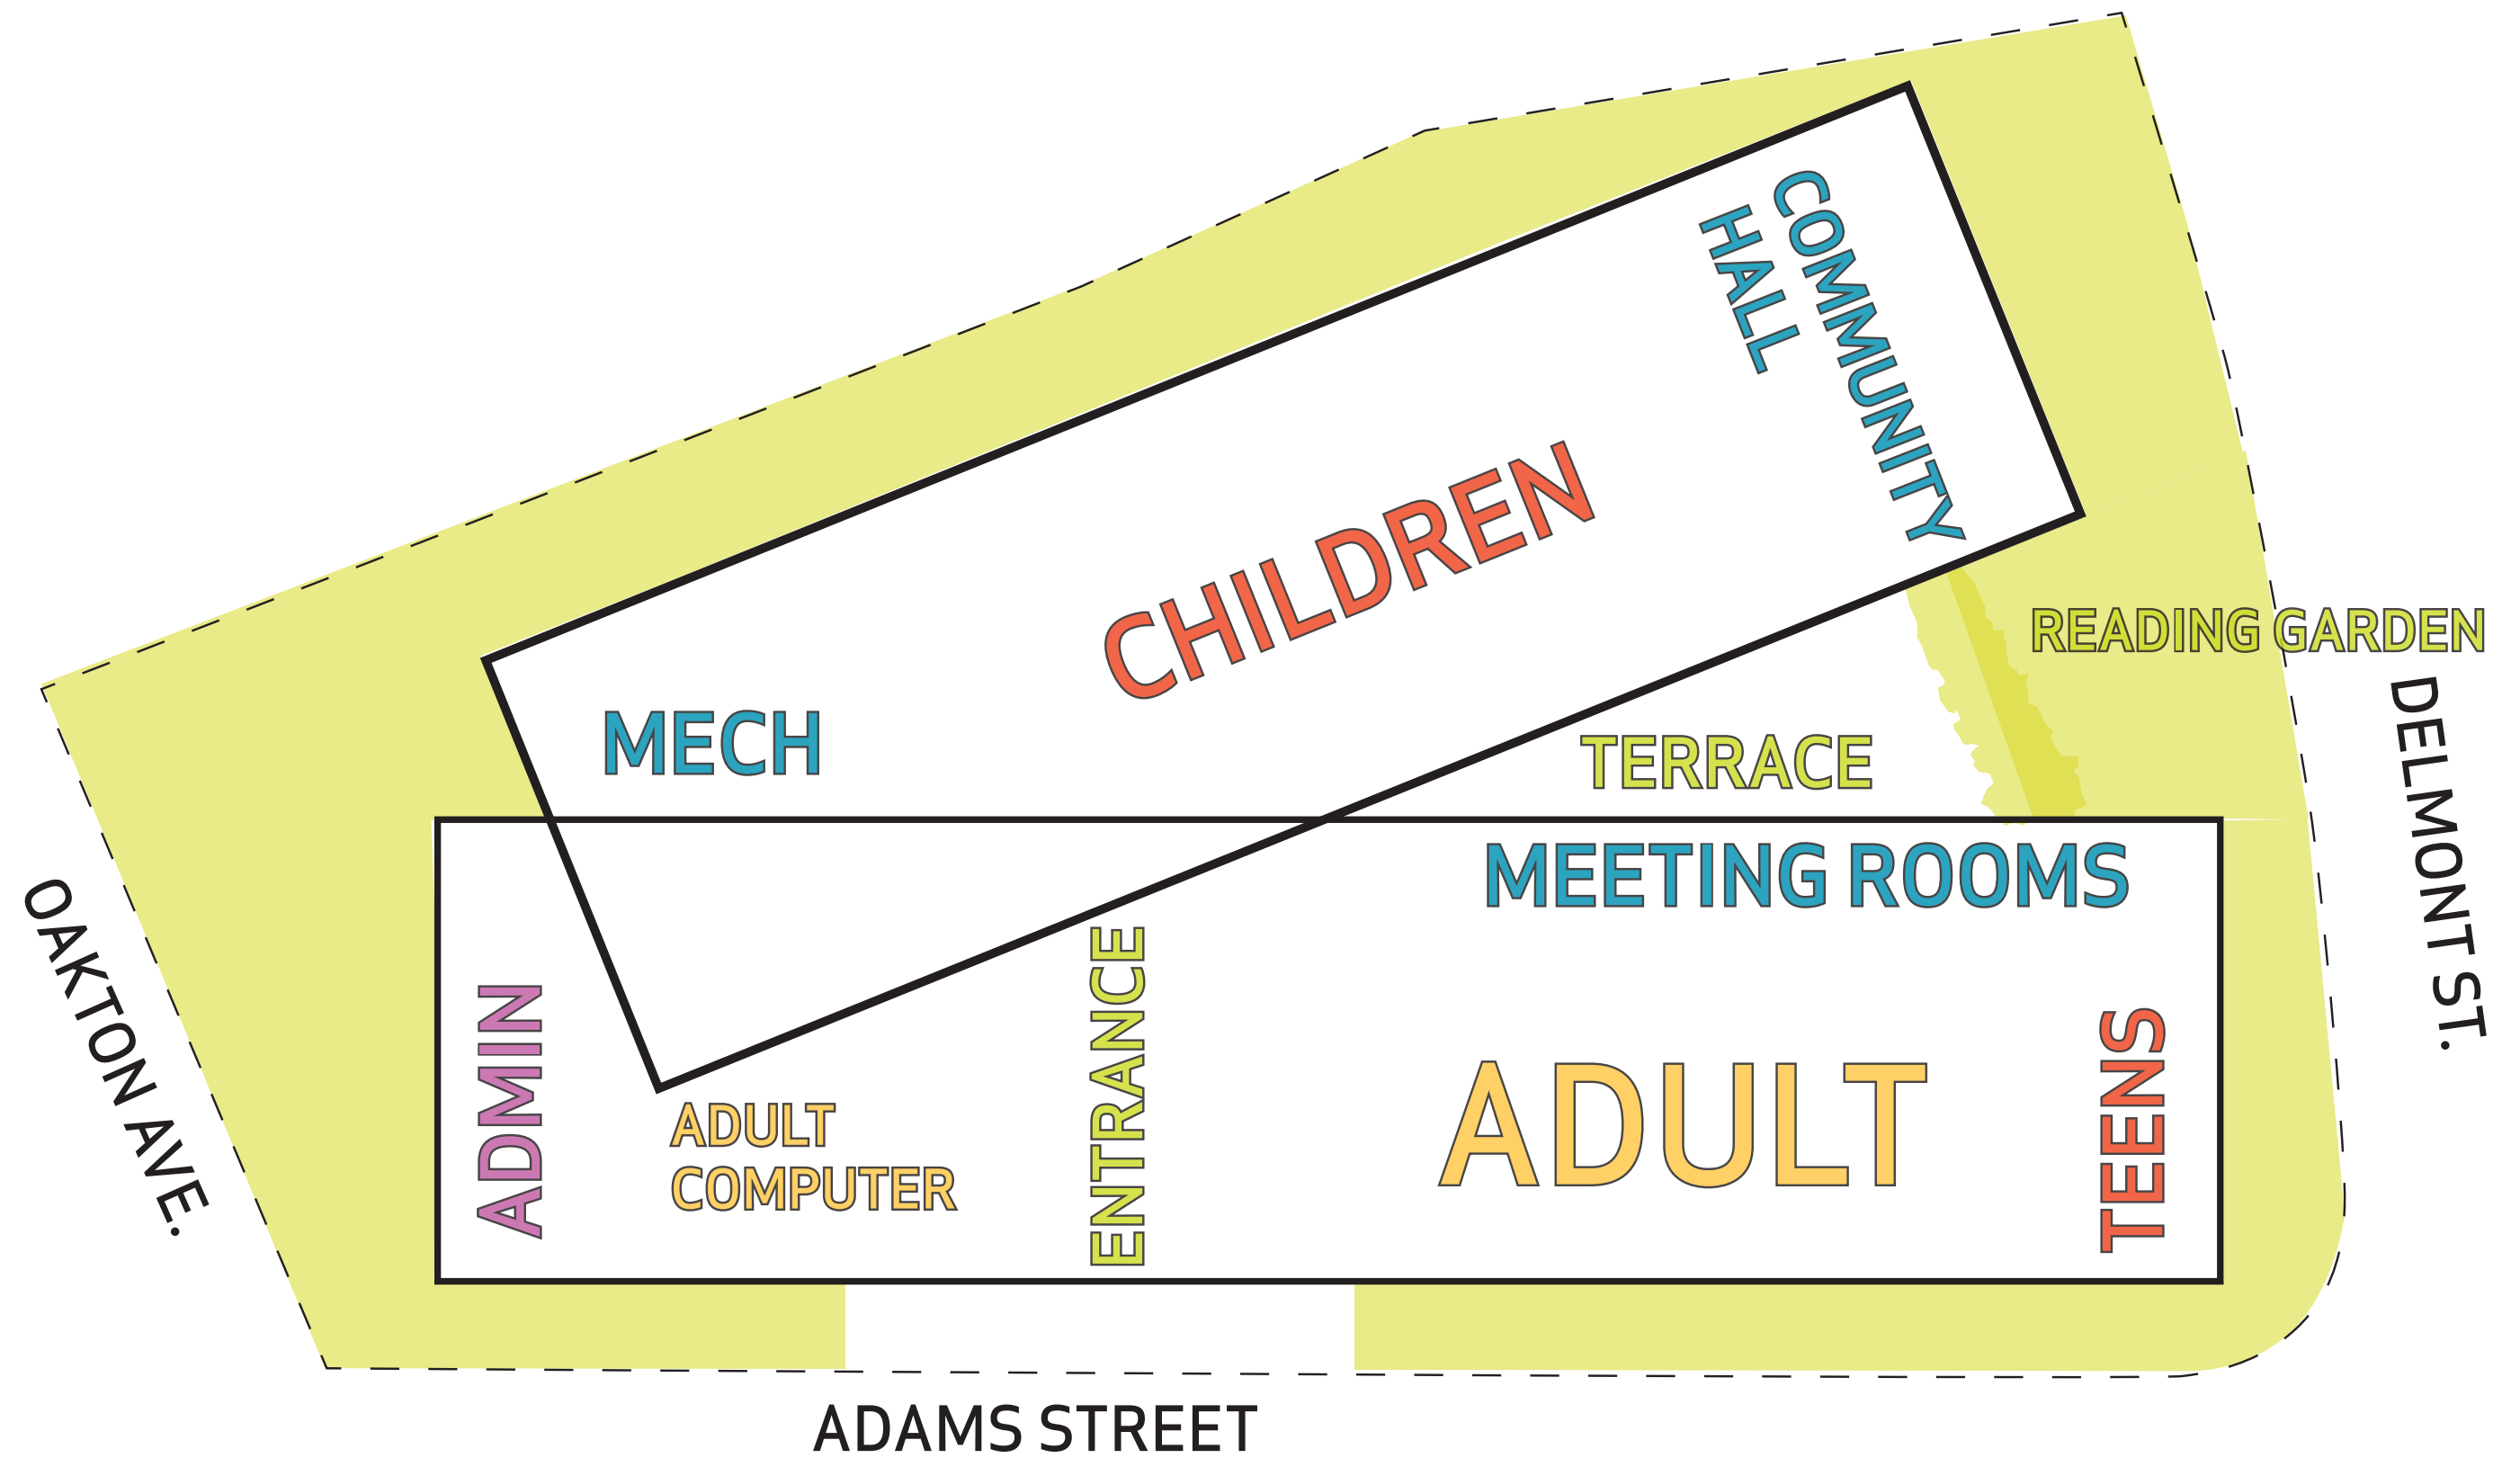 COMMUNITY
HALL
CHILDREN
MECH
READING GARDEN
TERRACE
DELMONT ST.
MEETING ROOMS
OAKTON AVE.
ADMIN
ADULT
COMPUTER
ENTRANCE
ADULT
TEENS
ADAMS STREET